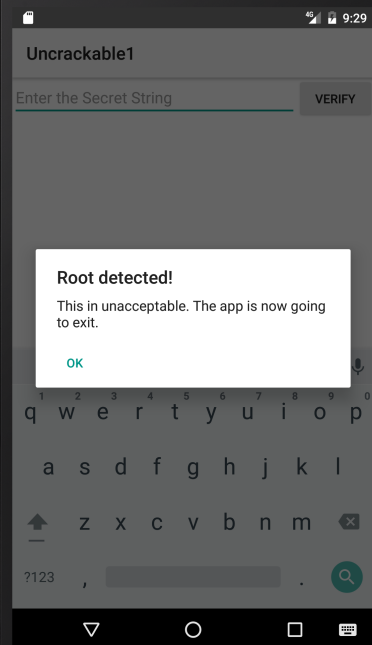 4G 9:29
Uncrackable1
Enter the Secret String VERIFY
Root detected!
This in unacceptable. The app is now going
to exit.
OK
1 2 3 4 5 6 7 8 9 0
q w e r t y u i o p
a s d f g h j k l
z x c v b n m
?123 , .